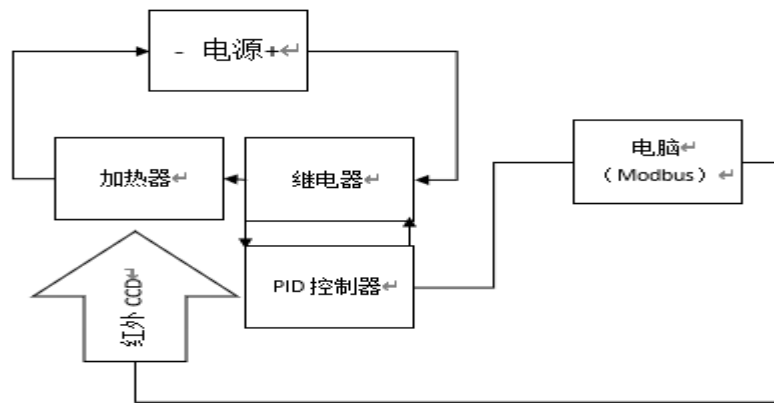 - 电源+↵
加热器↵
继电器↵
电脑↵
（Modbus）↵
PID 控制器↵
红外 CCD↵